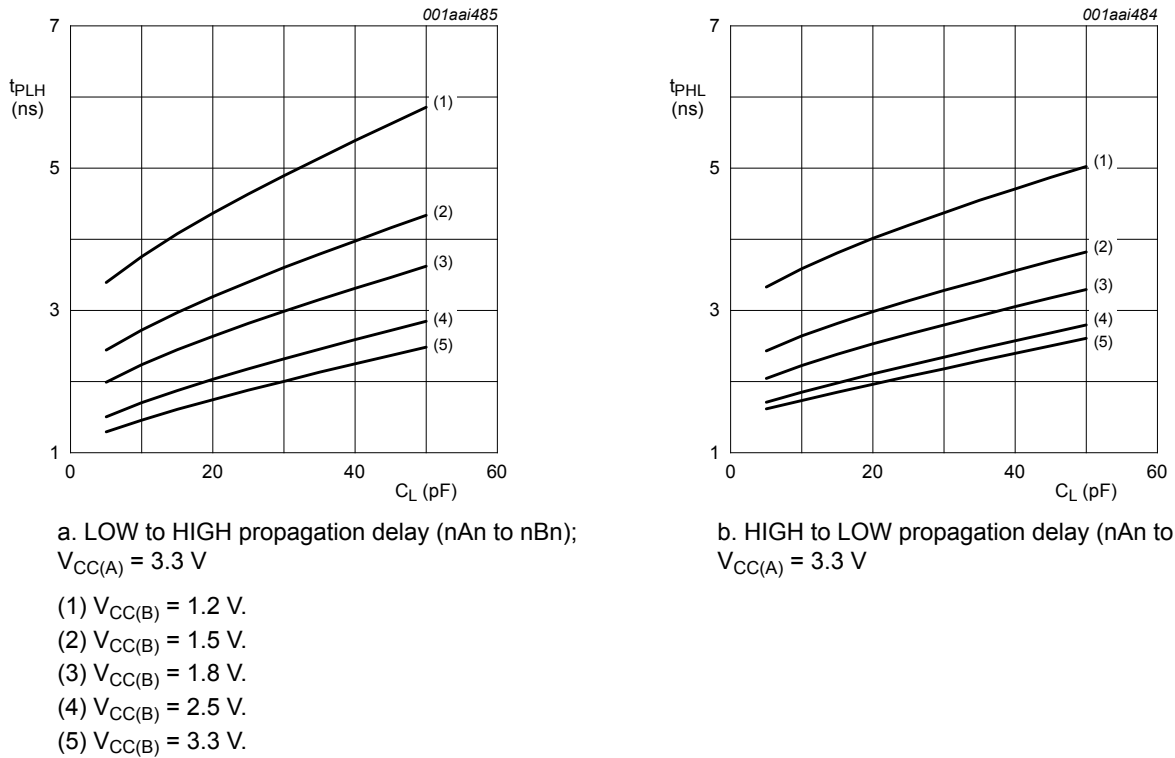 001aai485
7
tPLH
(ns)
(1)
5
(2)
(3)
3
(4)
(5)
1
0
20
40
60
CL (pF)
a. LOW to HIGH propagation delay (nAn to nBn);
VCC(A) = 3.3 V
001aai484
7
tPHL
(ns)
(1)
5
(2)
(3)
3
(4)
(5)
1
0
20
40
60
CL (pF)
b. HIGH to LOW propagation delay (nAn to
VCC(A) = 3.3 V
(1) VCC(B) = 1.2 V.
(2) VCC(B) = 1.5 V.
(3) VCC(B) = 1.8 V.
(4) VCC(B) = 2.5 V.
(5) VCC(B) = 3.3 V.